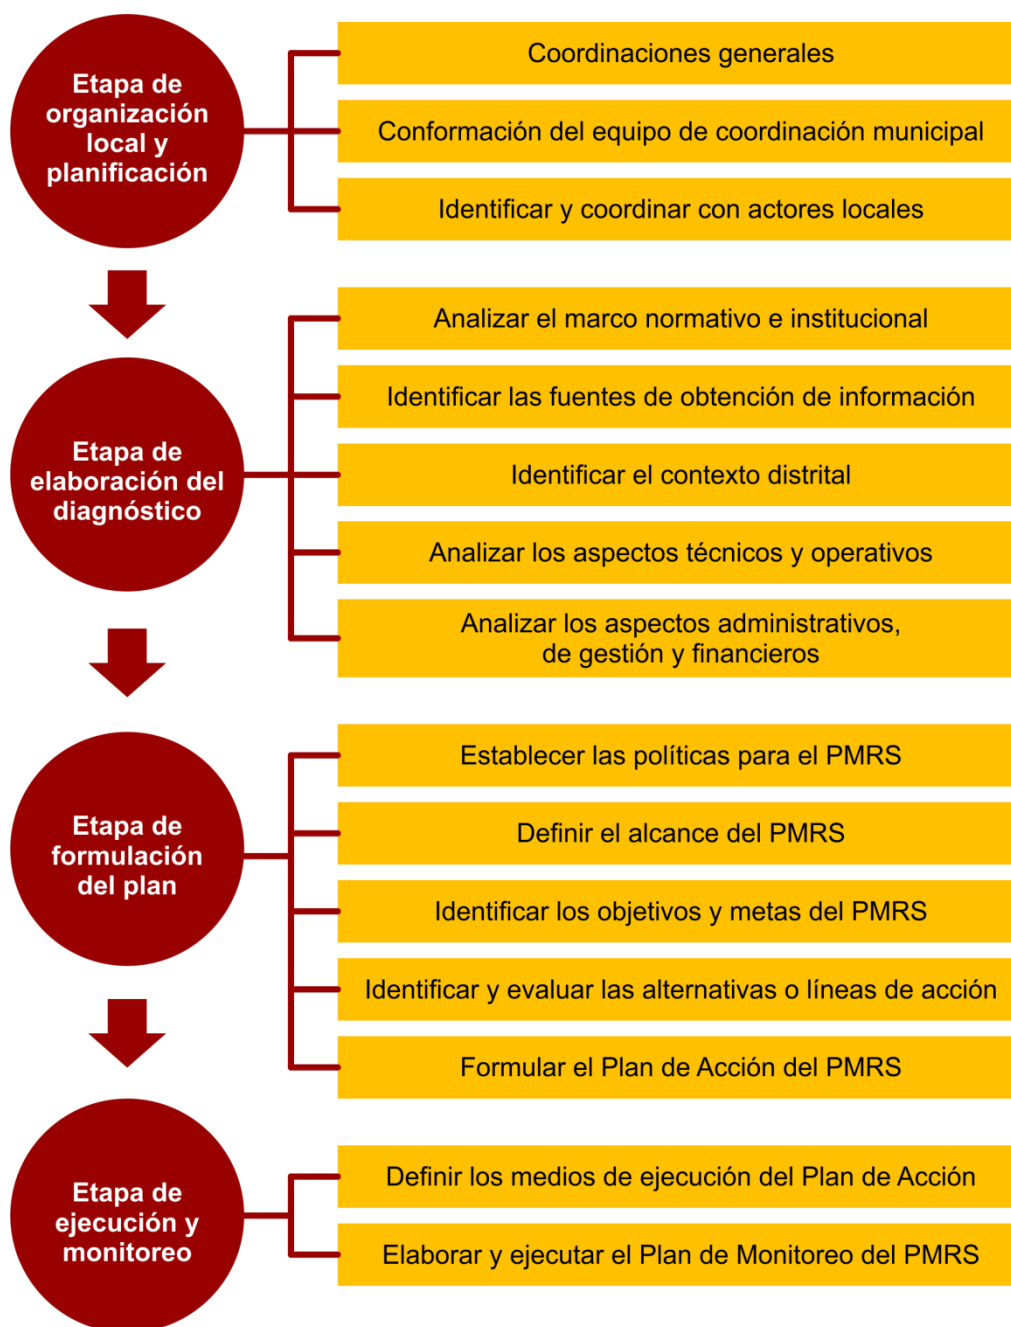 Etapa de
organización
local y
planificación
Coordinaciones generales
Conformación del equipo de coordinación municipal
Identificar y coordinar con actores locales
Etapa de
elaboración del
diagnóstico
Analizar el marco normativo e institucional
Identificar las fuentes de obtención de información
Identificar el contexto distrital
Analizar los aspectos técnicos y operativos
Analizar los aspectos administrativos,
de gestión y financieros
Etapa de
formulación
del plan
Establecer las políticas para el PMRS
Definir el alcance del PMRS
Identificar los objetivos y metas del PMRS
Identificar y evaluar las alternativas o líneas de acción
Formular el Plan de Acción del PMRS
Etapa de
ejecución y
monitoreo
Definir los medios de ejecución del Plan de Acción
Elaborar y ejecutar el Plan de Monitoreo del PMRS